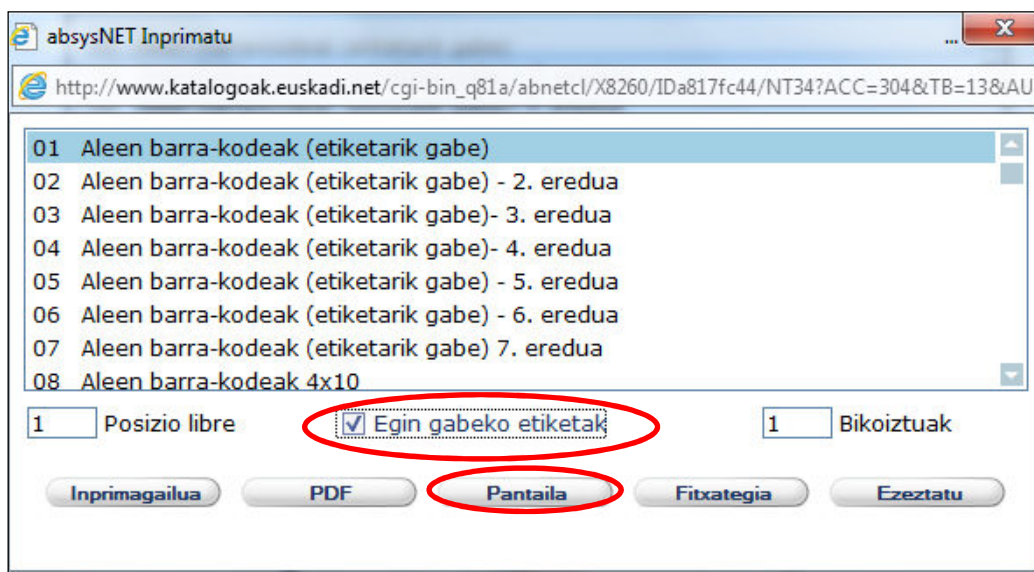 absysNET Inprimatu
...
http://www.katalogoak.euskadi.net/cgi-bin_q81a/abnetcl/X8260/IDa817fc44/NT34?ACC=304&TB=13&AU
01 Aleen barra-kodeak (etiketarik gabe)
02 Aleen barra-kodeak (etiketarik gabe) - 2. eredua
03 Aleen barra-kodeak (etiketarik gabe)- 3. eredua
04 Aleen barra-kodeak (etiketarik gabe)- 4. eredua
05 Aleen barra-kodeak (etiketarik gabe) - 5. eredua
06 Aleen barra-kodeak (etiketarik gabe) - 6. eredua
07 Aleen barra-kodeak (etiketarik gabe) 7. eredua
08 Aleen barra-kodeak 4x10
1 Posizio libre Egin gabeko etiketak 1 Bikoiztuak
Inprimagailua PDF Pantaila Fitxategia Ezeztatu